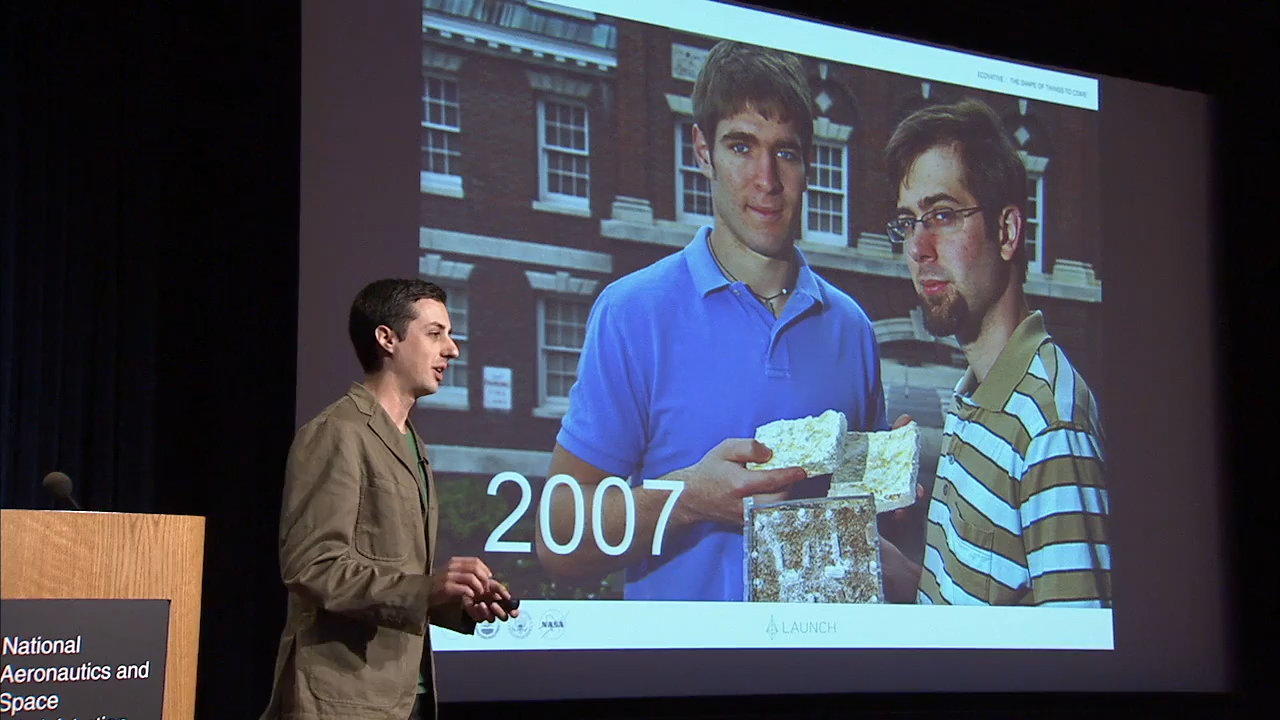 ECOVATIVE : THE SHAPE OF THINGS TO COME
2007
NASA
LAUNCH
National
Aeronautics and
Space